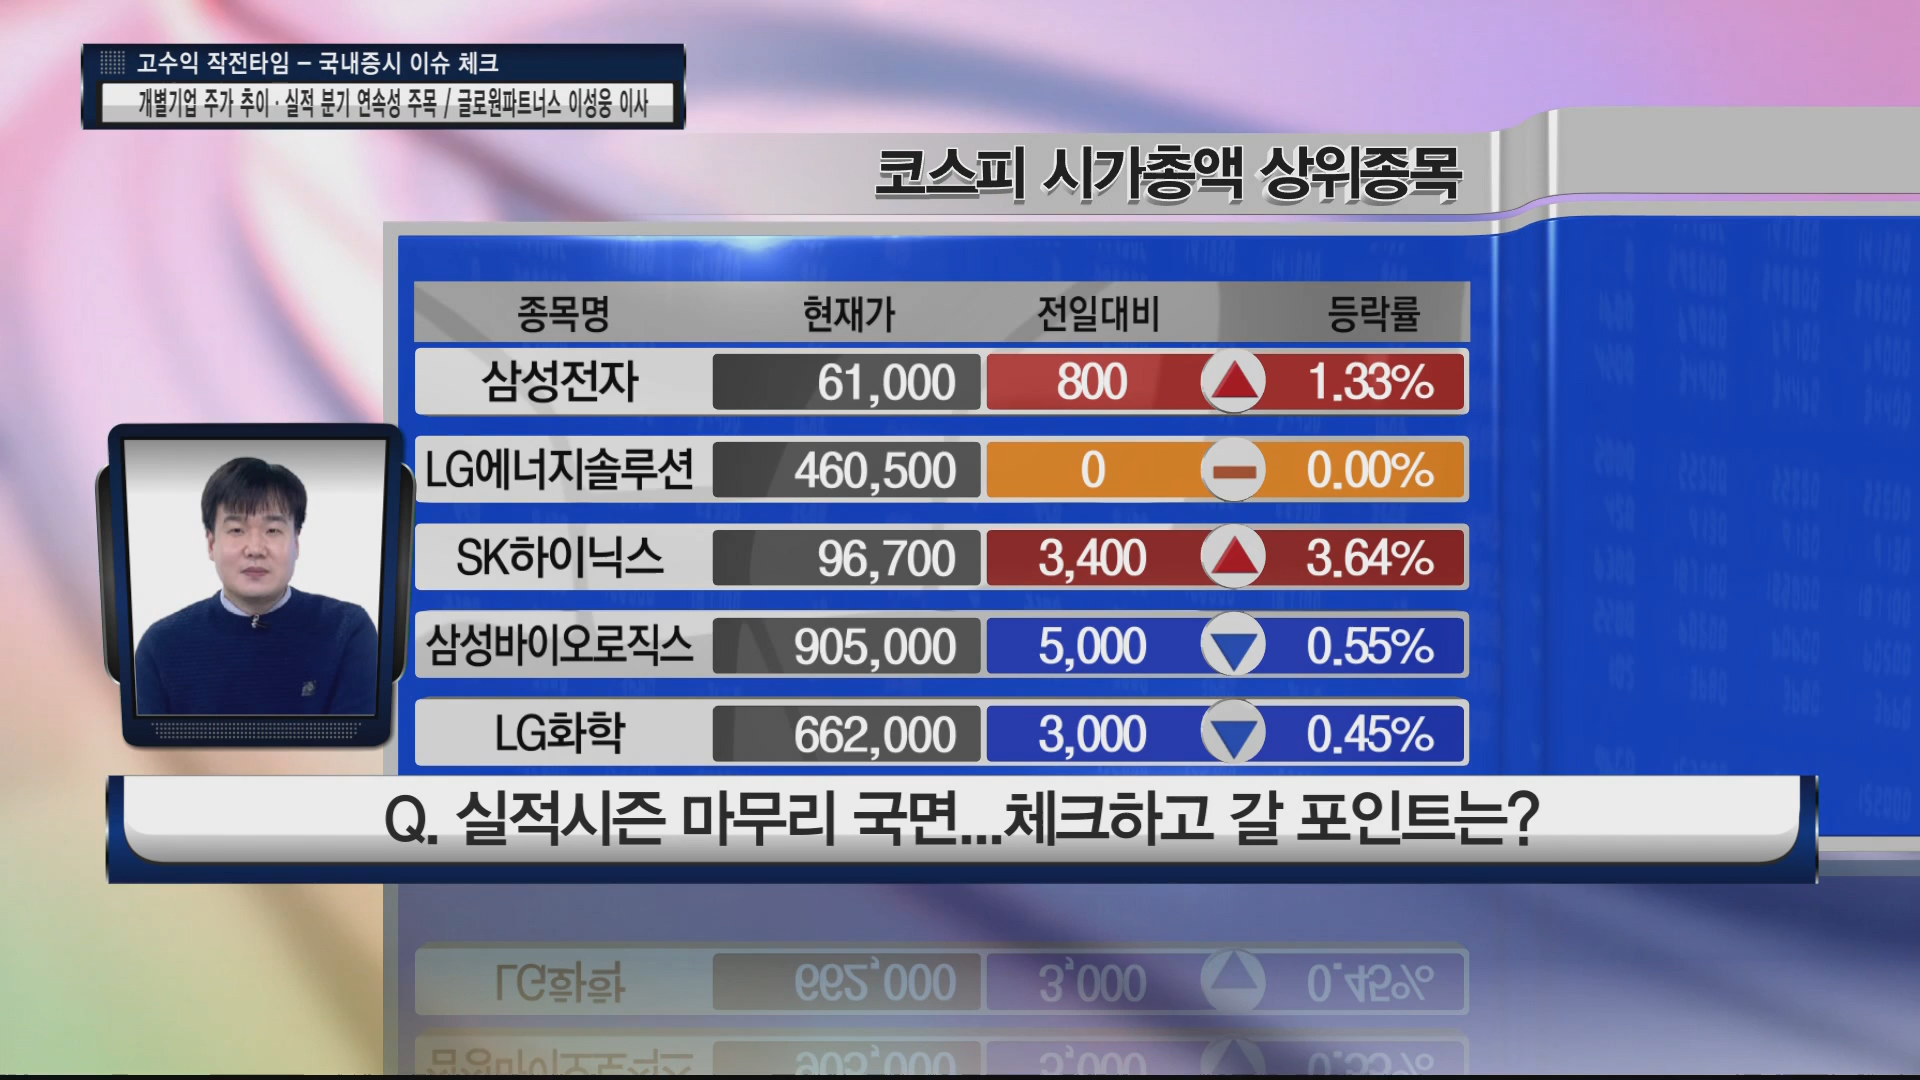 고수익 작전타임 - 국내증시 이슈 체크
개별기업 주가 추이·실적 분기 연속성 주목 / 글로원파트너스 이성웅 이사
코스피 시가총액 상위종목
종목명 현재가 전일대비 등락률
삼성전자 61,000 800 ▲ 1.33%
LG에너지솔루션 460,500 0 - 0.00%
SK하이닉스 96,700 3,400 ▲ 3.64%
삼성바이오로직스 905,000 5,000 ▼ 0.55%
LG화학 662,000 3,000 ▼ 0.45%
Q. 실적시즌 마무리 국면...체크하고 갈 포인트는?